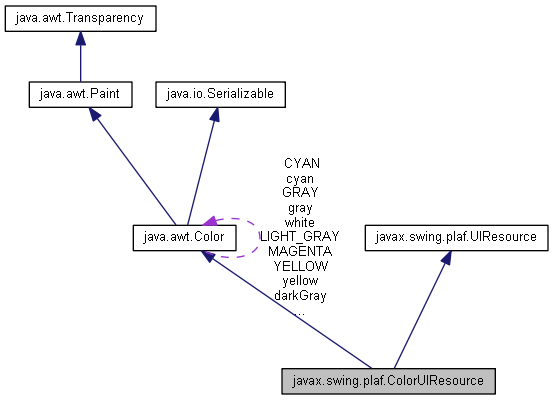 java.awt.Transparency
java.awt.Paint
java.io.Serializable
CYAN
cyan
GRAY
gray
white
LIGHT_GRAY
MAGENTA
YELLOW
yellow
darkGray
...
java.awt.Color
javax.swing.plaf.UIResource
javax.swing.plaf.ColorUIResource